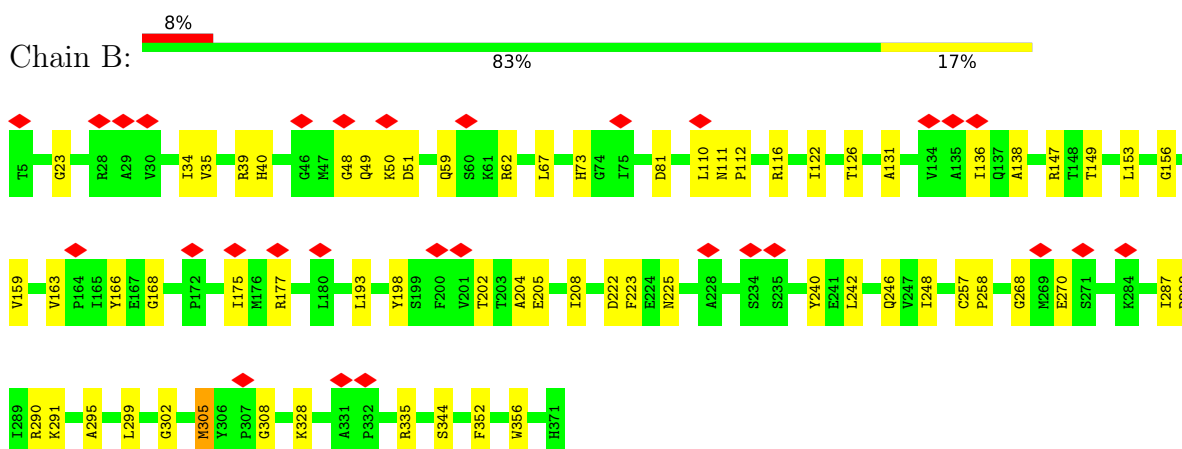 8%
Chain B:
83% 17%
T5 G23 R28 A29 V30 I34 V35 R39 H40 G46 M47 G48 Q49 K50 D51 Q59 S60 K61 R62 L67 H73 G74 I75 D81 L110 N111 P112 R116 I122 T126 A131 V134 A135 I136 Q137 A138 R147 T148 T149 L153 G156
V159 V163 P164 I165 Y166 E167 G168 P172 I175 M176 R177 L180 L193 Y198 S199 F200 V201 T202 T203 A204 E205 I208 D222 F223 E224 N225 A228 S234 S235 Y240 E241 L242 Q246 V247 I248 C257 P258 G268 M269 E270 S271 K284 I287
I289 R290 K291 A295 L299 G302 M305 Y306 P307 G308 K328 A331 P332 R335 S344 F352 W356 H371